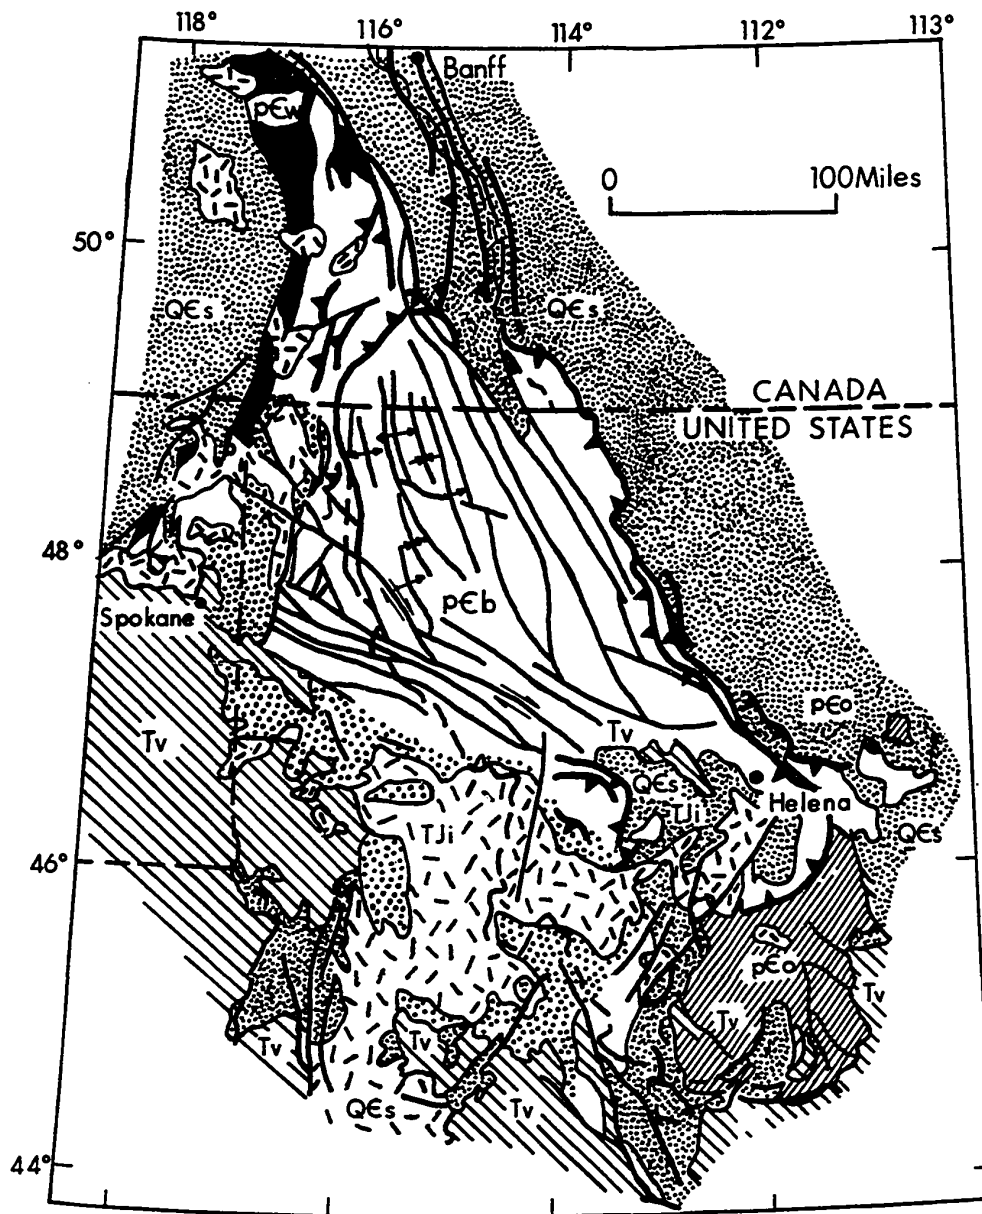 118°
116°
114°
112°
113°
Banff
p€w
0
100Miles
50°
Q€s
Q€s
CANADA
UNITED STATES
48°
p€b
Spokane
p€o
Tv
Tv
Q€s
Helena
TJi
TJi
Q€s
46°
p€o
Tv
Tv
Tv
Tv
Q€s
Tv
44°